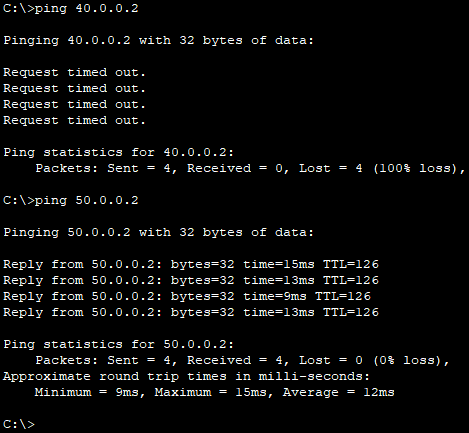 C:\>ping 40.0.0.2
Pinging 40.0.0.2 with 32 bytes of data:
Request timed out.
Request timed out.
Request timed out.
Request timed out.
Ping statistics for 40.0.0.2:
    Packets: Sent = 4, Received = 0, Lost = 4 (100% loss),
C:\>ping 50.0.0.2
Pinging 50.0.0.2 with 32 bytes of data:
Reply from 50.0.0.2: bytes=32 time=15ms TTL=126
Reply from 50.0.0.2: bytes=32 time=13ms TTL=126
Reply from 50.0.0.2: bytes=32 time=9ms TTL=126
Reply from 50.0.0.2: bytes=32 time=13ms TTL=126
Ping statistics for 50.0.0.2:
    Packets: Sent = 4, Received = 4, Lost = 0 (0% loss),
Approximate round trip times in milli-seconds:
    Minimum = 9ms, Maximum = 15ms, Average = 12ms
C:\>